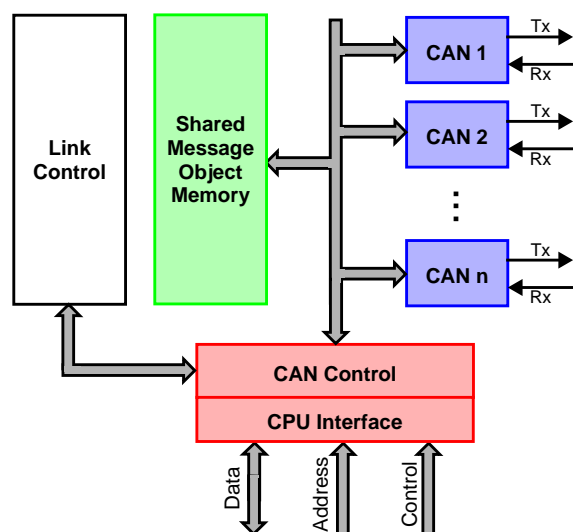 Link
Control
Shared
Message
Object
Memory
CAN 1
Tx
Rx
CAN 2
Tx
Rx
CAN n
Tx
Rx
CAN Control
CPU Interface
Data
Address
Control